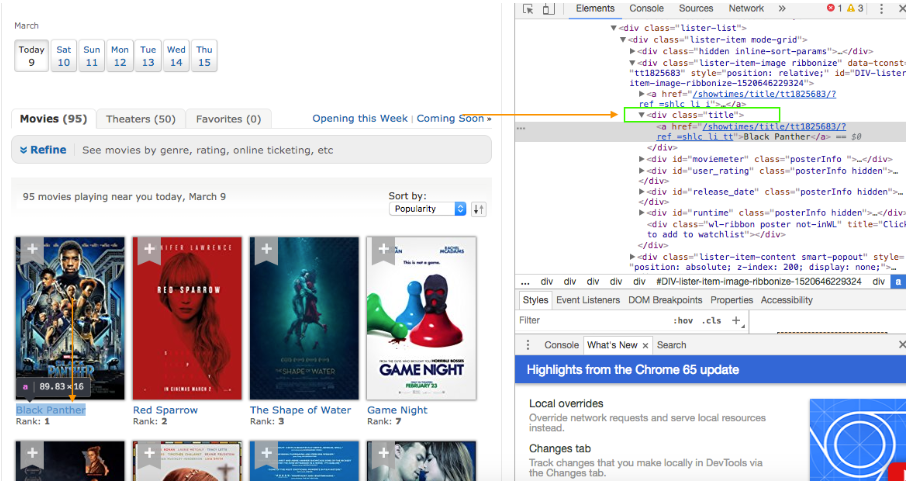 March
Today
9
Sat
10
Sun
11
Mon
12
Tue
13
Wed
14
Thu
15
Movies (95)
Theaters (50)
Favorites (0)
Opening this Week | Coming Soon »
Refine
See movies by genre, rating, online ticketing, etc
95 movies playing near you today, March 9
Sort by:
Popularity
JENNIFER LAWRENCE
RED SPARROW
IN CINEMAS MARCH 2
THE SHAPE OF WATER
RACHEL
McADAMS
This is not a game.
GAME NIGHT
FEBRUARY 23
a | 89.83×16
Black Panther
Rank: 1
Red Sparrow
Rank: 2
The Shape of Water
Rank: 3
Game Night
Rank: 7
Elements
Console
Sources
Network
»
1
3
▼<div class="lister-list">
▼<div class="lister-item mode-grid">
▶<div class="hidden inline-sort-params">…</div>
▼<div class="lister-item-image ribbonize" data-tconst
"tt1825683" style="position: relative;" id="DIV-lister
item-image-ribbonize-1520646229324">
▶<a href="/showtimes/title/tt1825683/?
ref_=shlc_li_i">…</a>
▼<div class="title">
<a href="/showtimes/title/tt1825683/?
ref_=shlc_li_tt">Black Panther</a> == $0
</div>
▶<div id="moviemeter" class="posterInfo ">…</div>
▶<div id="user_rating" class="posterInfo hidden">…
</div>
▶<div id="release_date" class="posterInfo hidden">…
</div>
▶<div id="runtime" class="posterInfo hidden">…</div>
<div class="wl-ribbon poster not-inWL" title="Click
to add to watchlist"></div>
</div>
▶<div class="lister-item-content smart-popout" style=
"position: absolute; z-index: 200; display: none;">…
... div div div div div #DIV-lister-item-image-ribbonize-1520646229324 div a
Styles
Event Listeners
DOM Breakpoints
Properties
Accessibility
Filter
:hov .cls +
Console
What's New ×
Search
Highlights from the Chrome 65 update
Local overrides
Override network requests and serve local resources
instead.
Changes tab
Track changes that you make locally in DevTools via
the Changes tab.